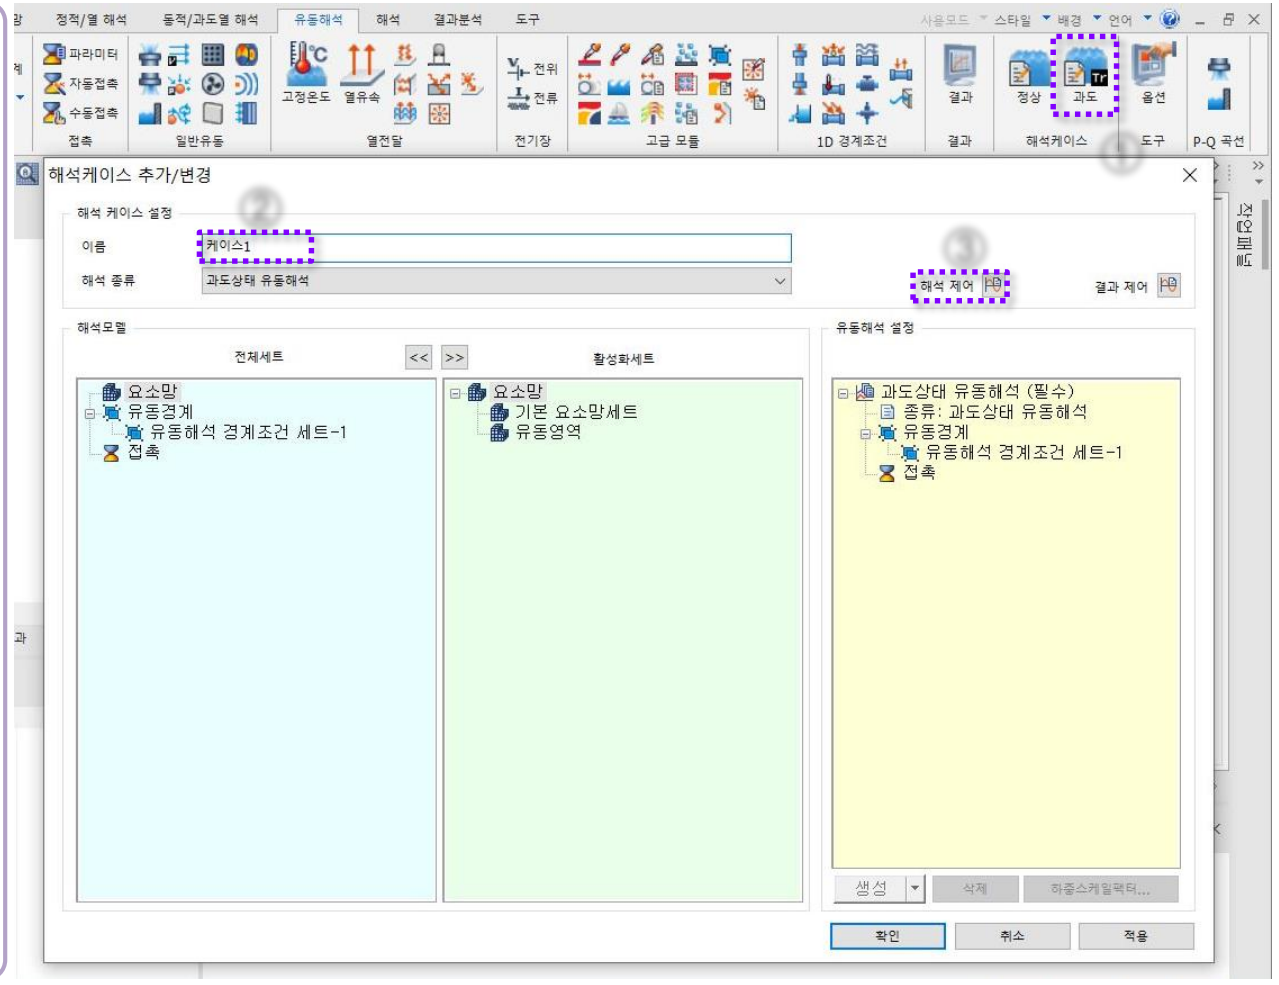 망 정적/열 해석 동적/과도열 해석 유동해석 해석 결과분석 도구 사용모드 스타일 배경 언어
파라미터
자동접촉
수동접촉
접촉
일반유동
℃
고정온도 열유속
열전달
전위
전류
전기장
고급 모듈
1D 경계조건
결과
결과
정상 과도
Tr
해석케이스
옵션
도구
P-Q 곡선
계
①
작업패널
해석케이스 추가/변경
②
해석 케이스 설정
이름 케이스1
해석 종류 과도상태 유동해석
③
해석 제어
결과 제어
해석모델
전체세트 << >> 활성화세트
요소망
유동경계
유동해석 경계조건 세트-1
접촉
요소망
기본 요소망세트
유동영역
유동해석 설정
과도상태 유동해석 (필수)
종류: 과도상태 유동해석
유동경계
유동해석 경계조건 세트-1
접촉
과
생성 삭제 하중스케일팩터...
확인 취소 적용